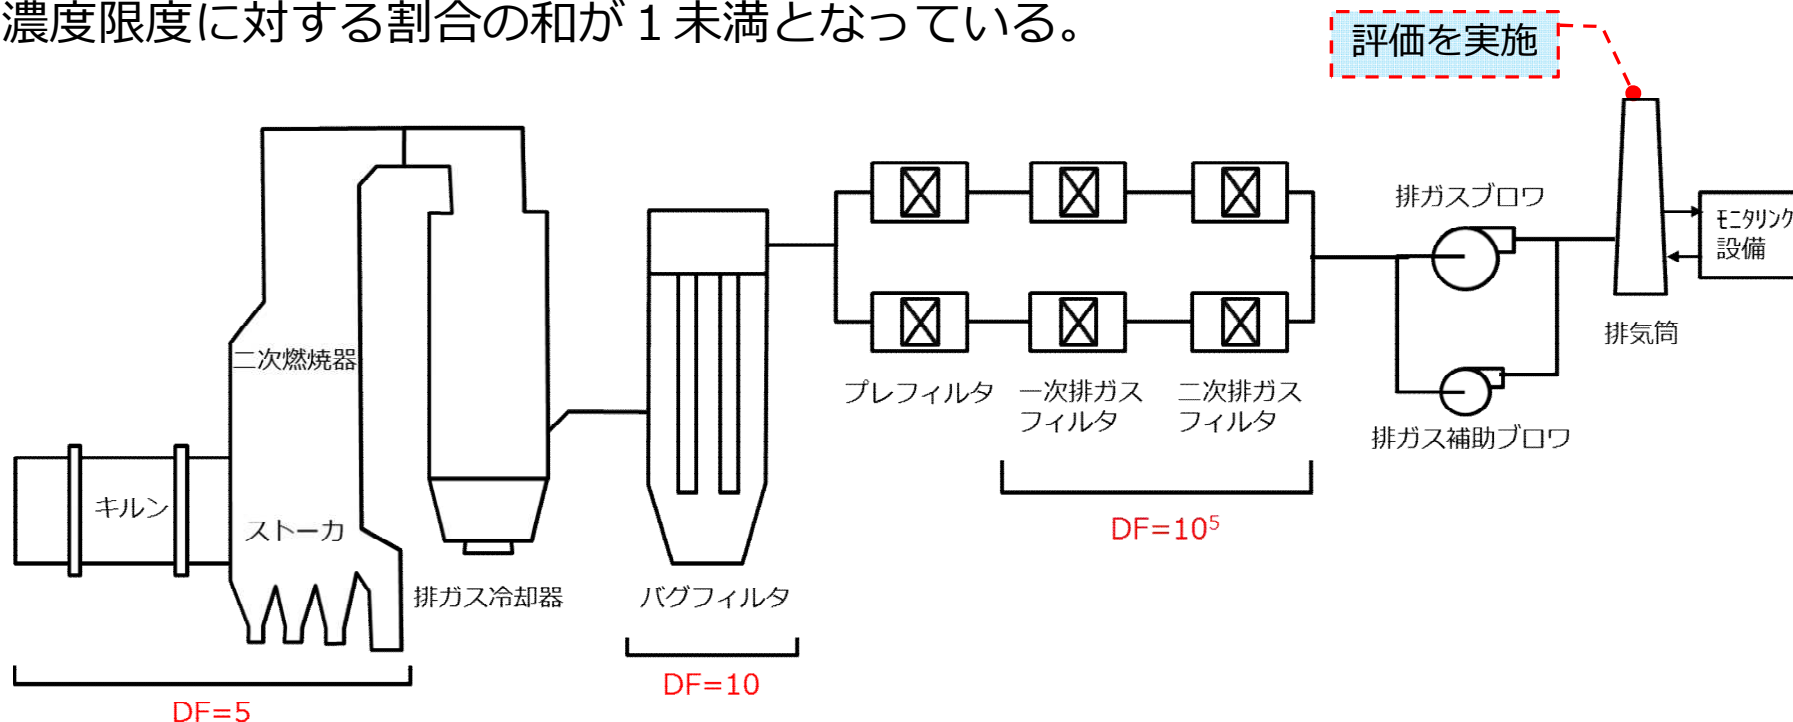 濃度限度に対する割合の和が１未満となっている。
評価を実施
排ガスブロワ
モニタリング
設備
排気筒
二次燃焼器
プレフィルタ
一次排ガス
フィルタ
二次排ガス
フィルタ
排ガス補助ブロワ
キルン
ストーカ
DF=10⁵
排ガス冷却器
バグフィルタ
DF=10
DF=5